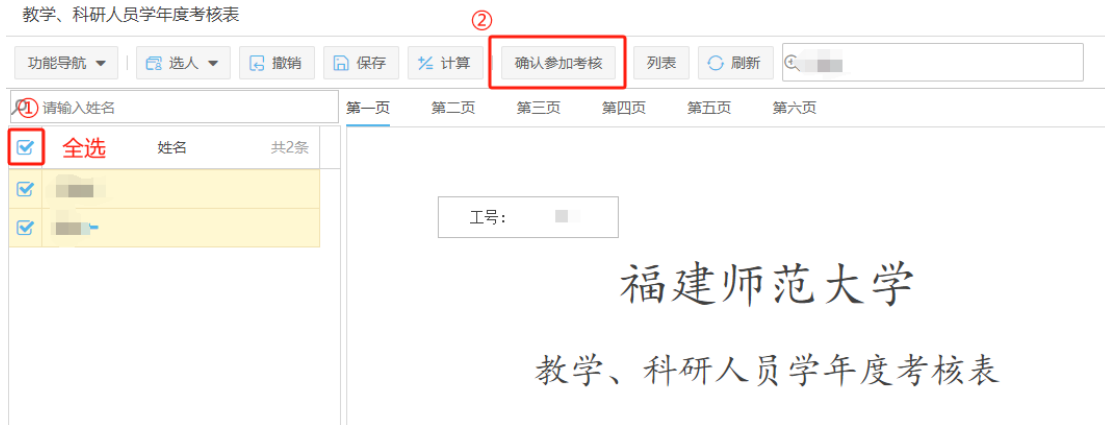 教学、科研人员学年度考核表
②
功能导航 选人 撤销 保存 计算 确认参加考核 列表 刷新
① 请输入姓名 第一页 第二页 第三页 第四页 第五页 第六页
全选 姓名 共2条
工号：
福建师范大学
教学、科研人员学年度考核表